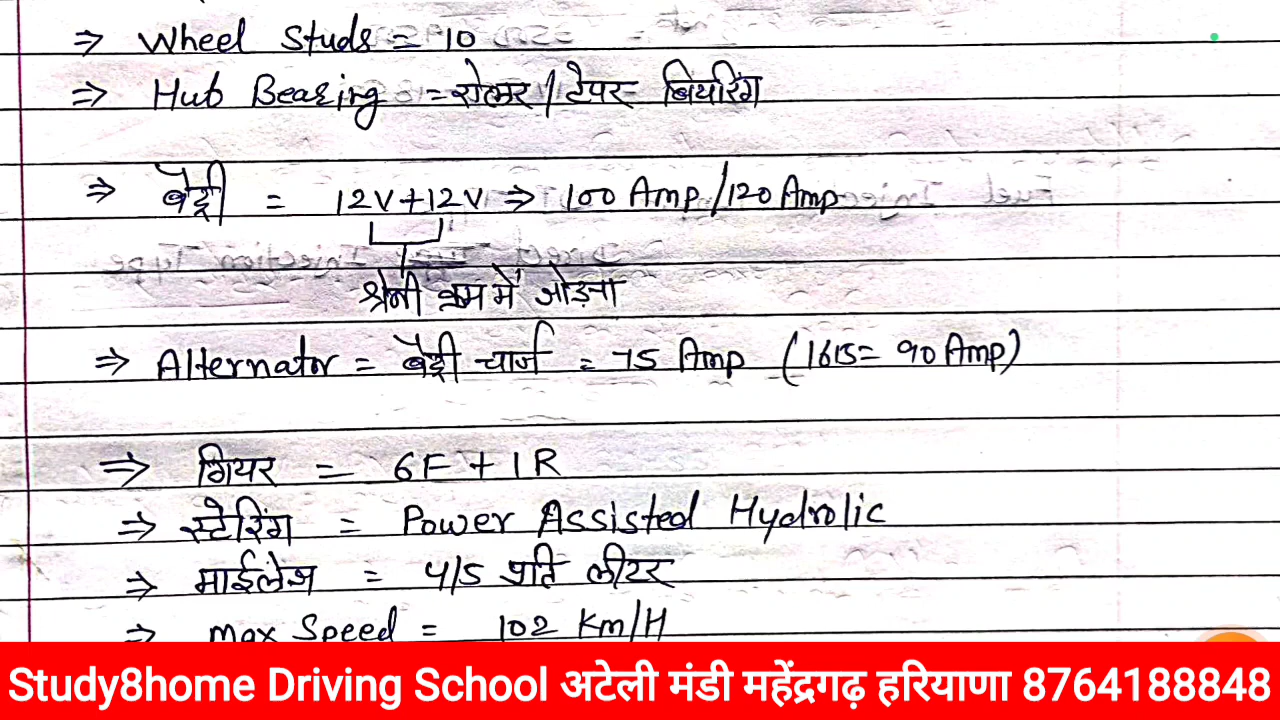 ⇒ Wheel Studs = 10
⇒ Hub Bearing = रोलर / टेपर बियरिंग
⇒ बैट्री = 12V+12V ⇒ 100 Amp/120 Amp
श्रेनी क्रम में जोड़ना
⇒ Alternator = बैट्री चार्ज = 75 Amp (1615= 90 Amp)
⇒ गियर = 6F + 1R
⇒ स्टेरिंग = Power Assisted Hydrolic
⇒ माईलेज = 4/5 प्रति लीटर
⇒ max Speed = 102 Km/H
Study8home Driving School अटेली मंडी महेंद्रगढ़ हरियाणा 8764188848